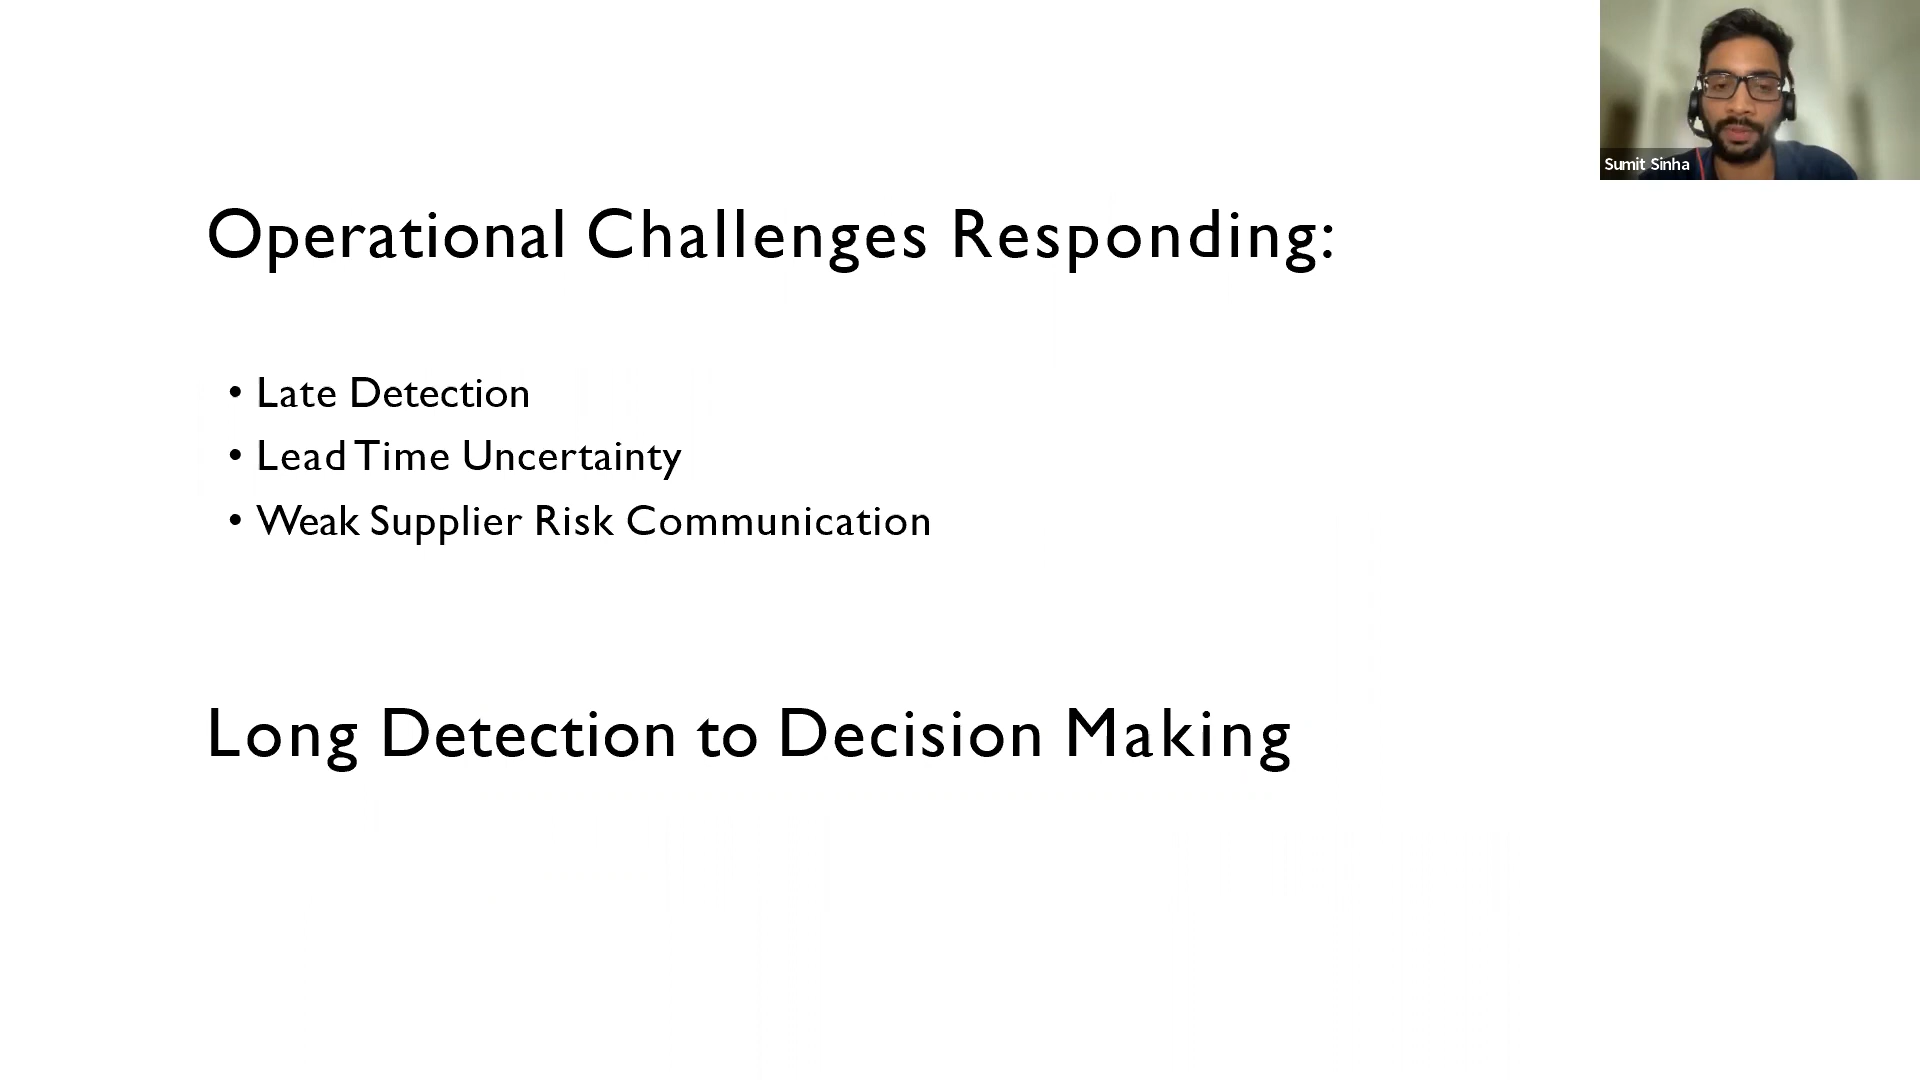 Sumit Sinha
Operational Challenges Responding:
• Late Detection
• Lead Time Uncertainty
• Weak Supplier Risk Communication
Long Detection to Decision Making